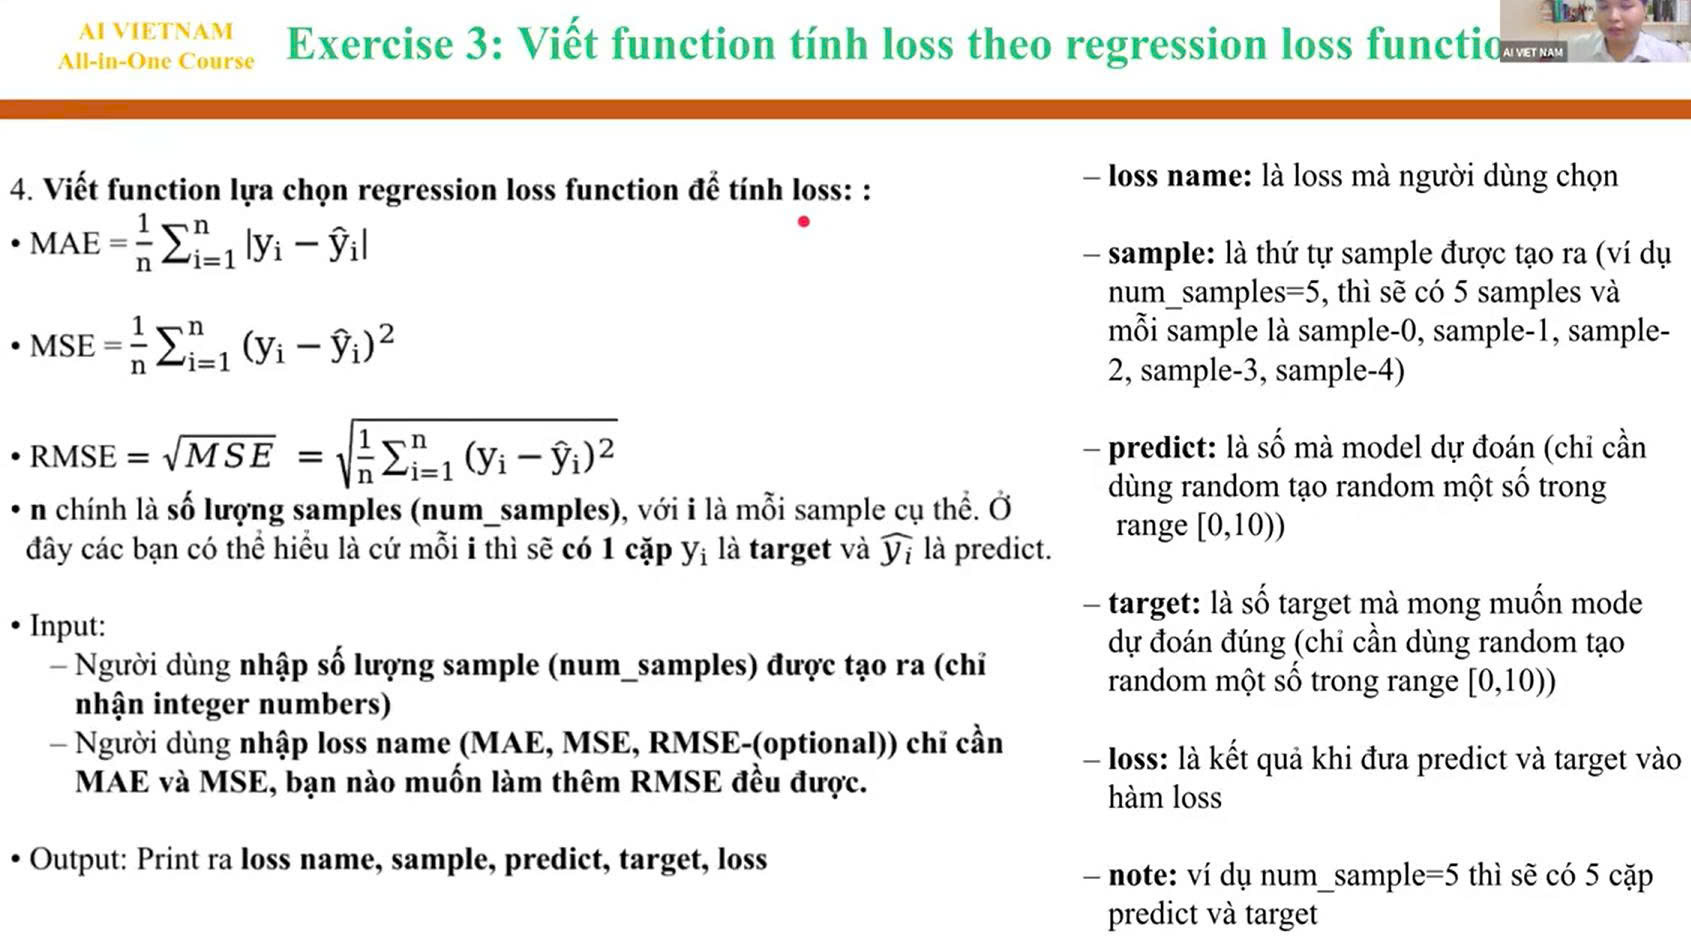 AI VIETNAM
All-in-One Course
Exercise 3: Viết function tính loss theo regression loss functio
AI VIET NAM
4. Viết function lựa chọn regression loss function để tính loss: :
• MAE = \frac{1}{n} ∑_{i=1}^{n} |y_i − ŷ_i|
• MSE = \frac{1}{n} ∑_{i=1}^{n} (y_i − ŷ_i)^2
• RMSE = \sqrt{MSE} = \sqrt{\frac{1}{n} ∑_{i=1}^{n} (y_i − ŷ_i)^2}
• n chính là số lượng samples (num_samples), với i là mỗi sample cụ thể. Ở
đây các bạn có thể hiểu là cứ mỗi i thì sẽ có 1 cặp y_i là target và ŷ_i là predict.
• Input:
– Người dùng nhập số lượng sample (num_samples) được tạo ra (chỉ
nhận integer numbers)
– Người dùng nhập loss name (MAE, MSE, RMSE-(optional)) chỉ cần
MAE và MSE, bạn nào muốn làm thêm RMSE đều được.
• Output: Print ra loss name, sample, predict, target, loss
– loss name: là loss mà người dùng chọn
– sample: là thứ tự sample được tạo ra (ví dụ
num_samples=5, thì sẽ có 5 samples và
mỗi sample là sample-0, sample-1, sample-
2, sample-3, sample-4)
– predict: là số mà model dự đoán (chỉ cần
dùng random tạo random một số trong
range [0,10))
– target: là số target mà mong muốn mode
dự đoán đúng (chỉ cần dùng random tạo
random một số trong range [0,10))
– loss: là kết quả khi đưa predict và target vào
hàm loss
– note: ví dụ num_sample=5 thì sẽ có 5 cặp
predict và target